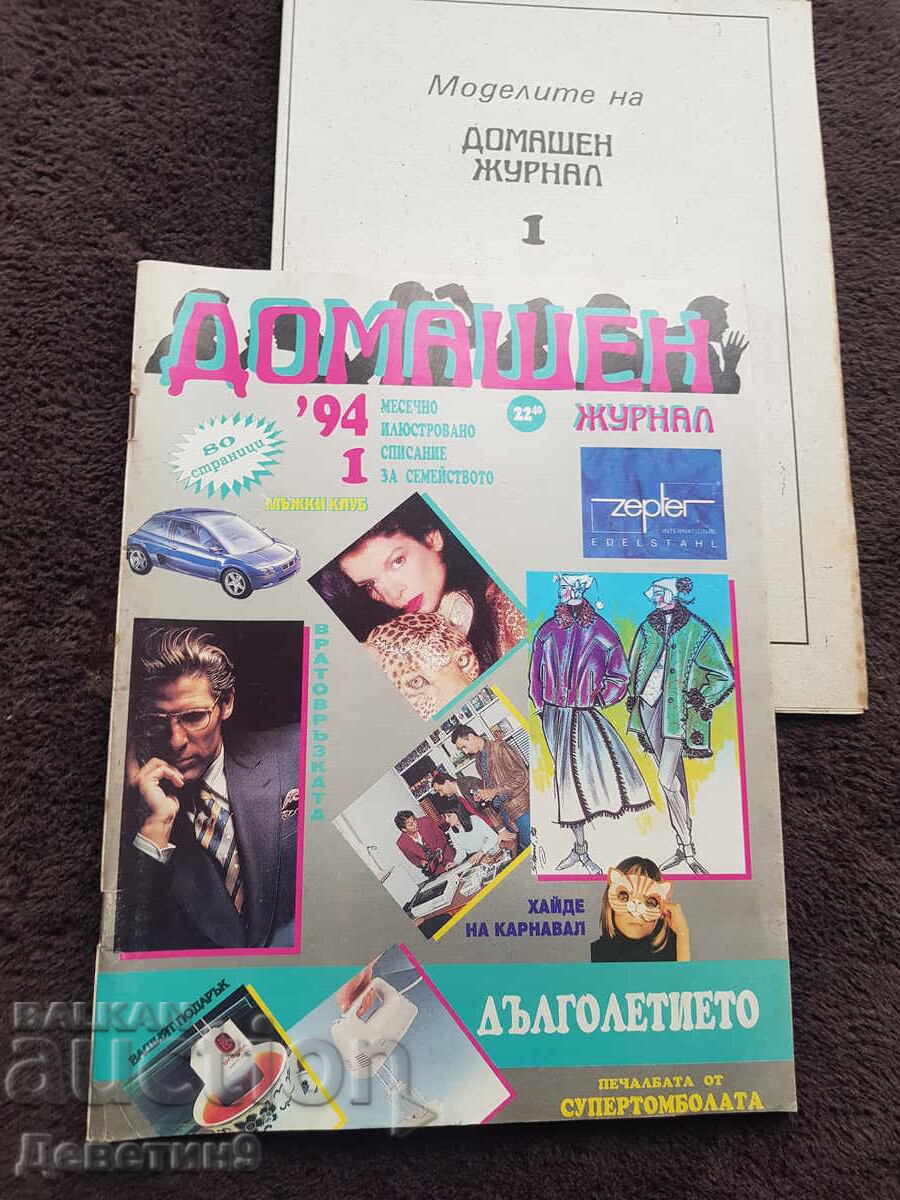 Моделите на
ДОМАШЕН
ЖУРНАЛ
1
ДОМАШЕН
'94
1
МЕСЕЧНО
ИЛЮСТРОВАНО
СПИСАНИЕ
ЗА СЕМЕЙСТВОТО
22⁴⁰
ЖУРНАЛ
80
страници
МЪЖКИ КЛУБ
zepter
INTERNATIONAL
EDELSTAHL
ВРАТОВРЪЗКАТА
ХАЙДЕ
НА КАРНАВАЛ
ДЪЛГОЛЕТИЕТО
ВАШИЯТ ПОДАРЪК
ПЕЧАЛБАТА ОТ
СУПЕРТОМБОЛАТА
BALKAN
auction
Деветин9